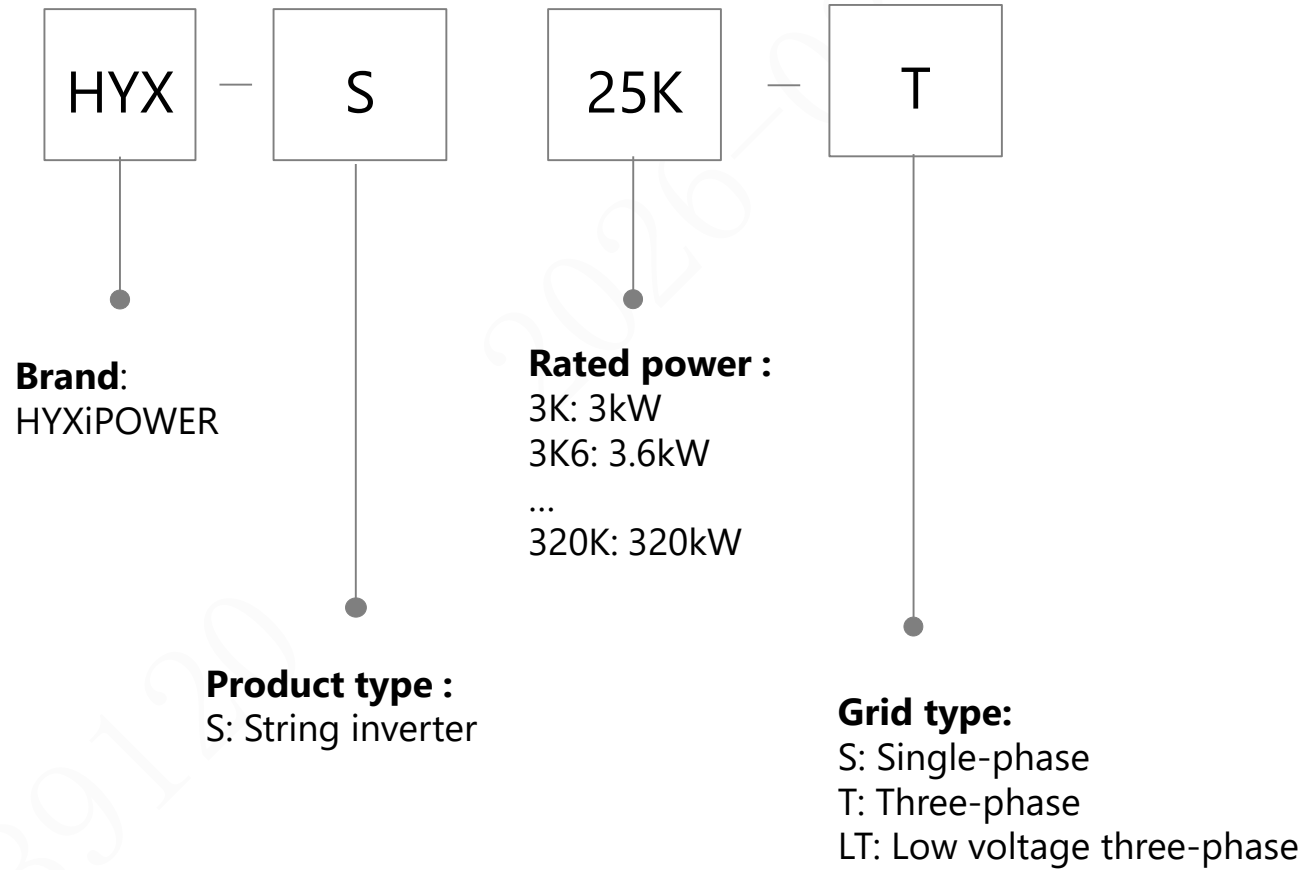 HYX — S 25K — T
Brand:
HYXiPOWER
Rated power :
3K: 3kW
3K6: 3.6kW
...
320K: 320kW
Product type :
S: String inverter
Grid type:
S: Single-phase
T: Three-phase
LT: Low voltage three-phase